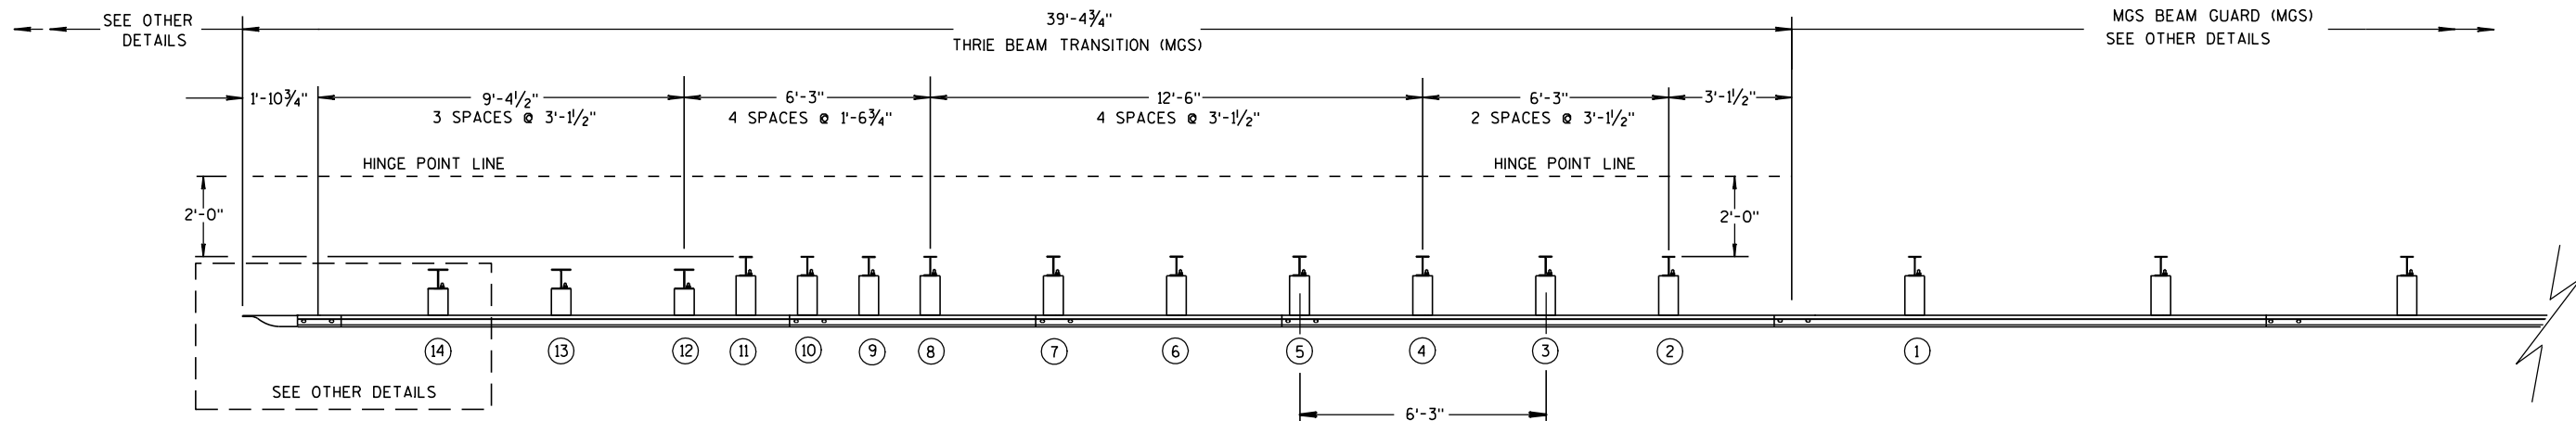 SEE OTHER
DETAILS
39'-4¾"
THRIE BEAM TRANSITION (MGS)
MGS BEAM GUARD (MGS)
SEE OTHER DETAILS
1'-10¾"
9'-4½"
3 SPACES @ 3'-1½"
6'-3"
4 SPACES @ 1'-6¾"
12'-6"
4 SPACES @ 3'-1½"
6'-3"
2 SPACES @ 3'-1½"
3'-1½"
HINGE POINT LINE
HINGE POINT LINE
2'-0"
2'-0"
14
13
12
11
10
9
8
7
6
5
4
3
2
1
SEE OTHER DETAILS
6'-3"